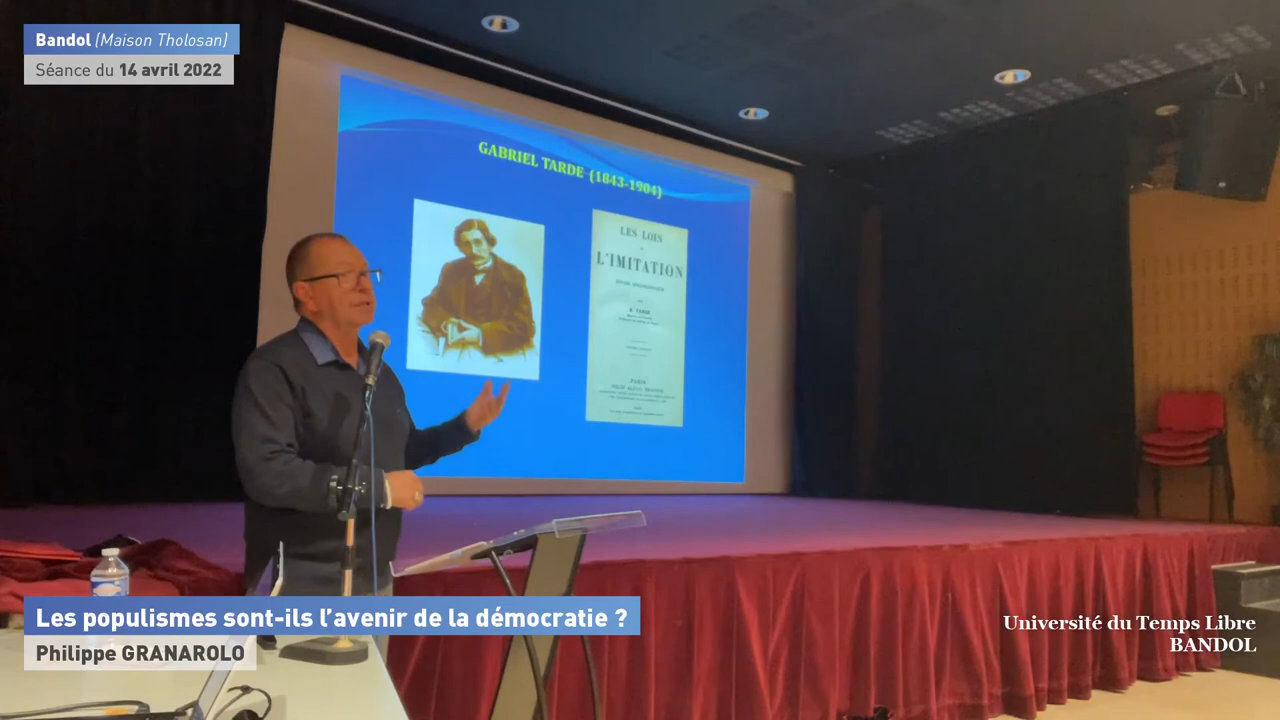 Bandol (Maison Tholosan)
Séance du 14 avril 2022
GABRIEL TARDE (1843-1904)
LES LOIS
L'IMITATION
G. TARDE
PARIS
Les populismes sont-ils l'avenir de la démocratie ?
Philippe GRANAROLO
Université du Temps Libre
BANDOL